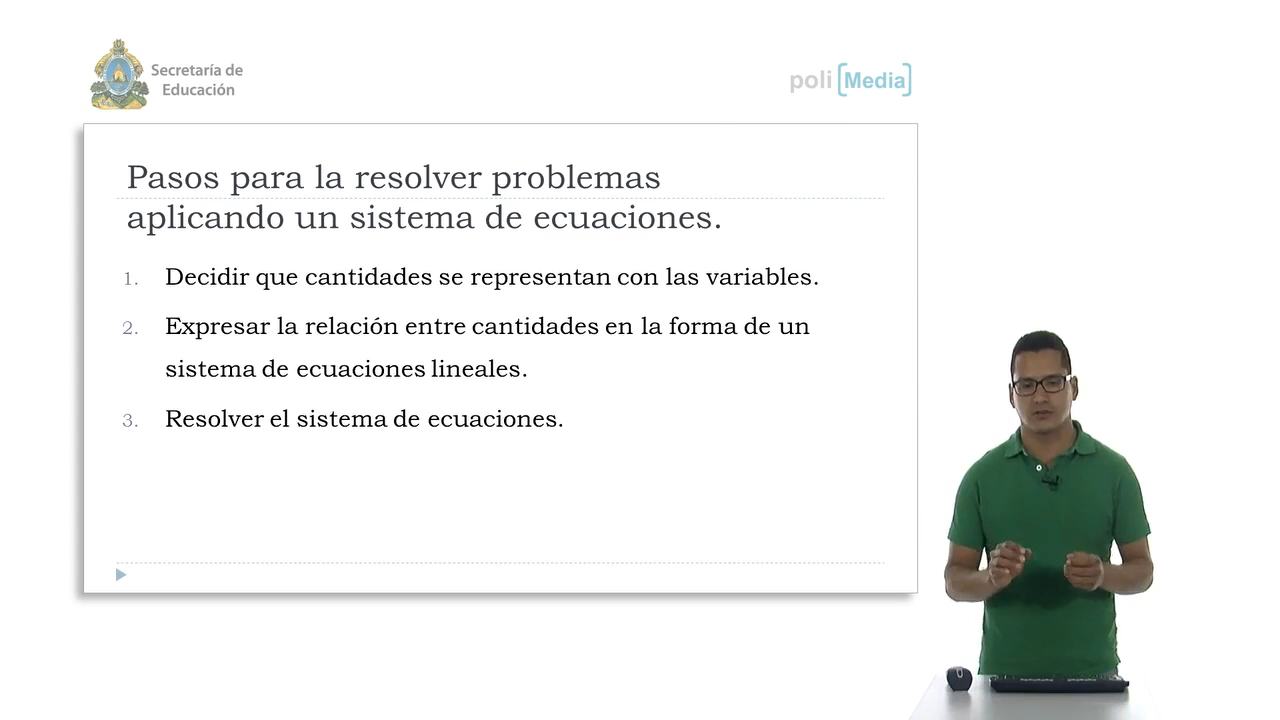 Secretaría de
Educación
poli [Media]
Pasos para la resolver problemas
aplicando un sistema de ecuaciones.
1. Decidir que cantidades se representan con las variables.
2. Expresar la relación entre cantidades en la forma de un
sistema de ecuaciones lineales.
3. Resolver el sistema de ecuaciones.